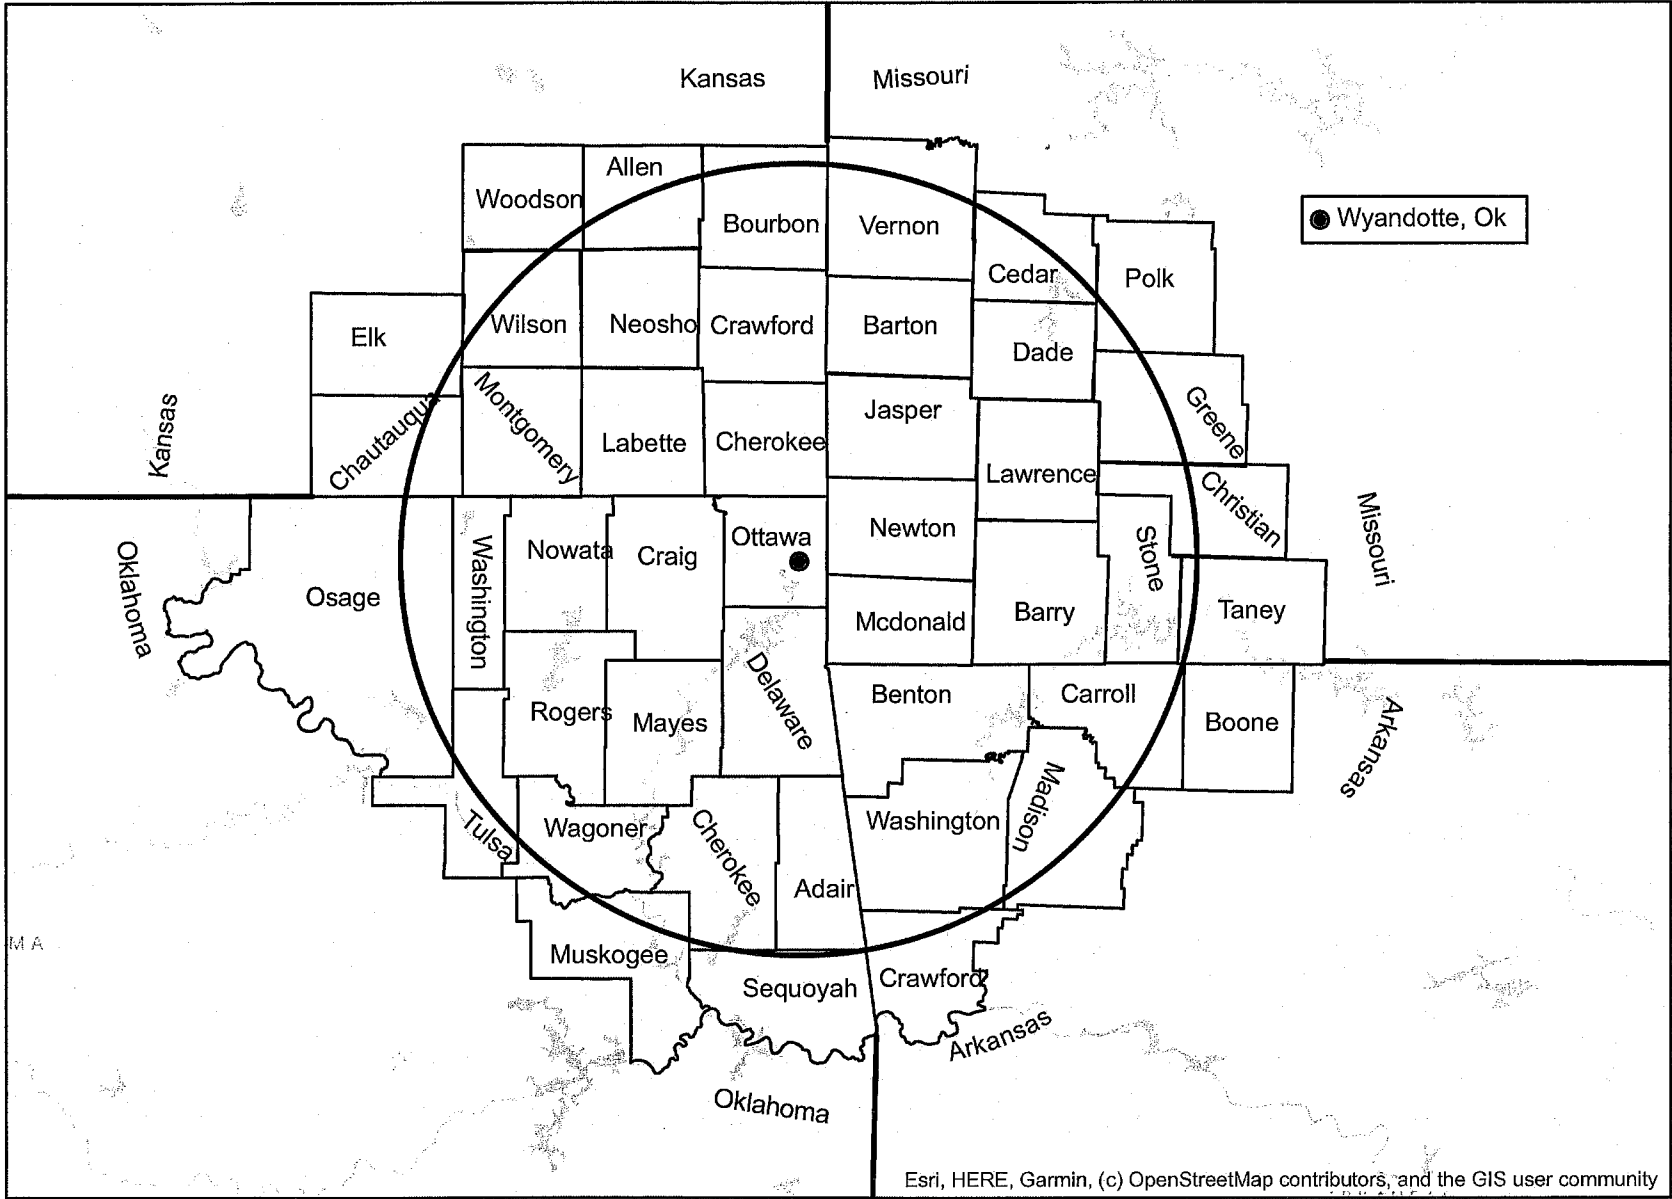 Kansas
Missouri
Allen
Woodson
Bourbon
Vernon
Wyandotte, Ok
Cedar
Polk
Elk
Wilson
Neosho
Crawford
Barton
Dade
Kansas
Chautauqua
Montgomery
Labette
Cherokee
Jasper
Lawrence
Greene
Christian
Missouri
Oklahoma
Osage
Washington
Nowata
Craig
Ottawa
Newton
Stone
Mcdonald
Barry
Taney
Rogers
Mayes
Delaware
Benton
Carroll
Boone
Arkansas
Tulsa
Wagoner
Cherokee
Adair
Washington
Madison
M A
Muskogee
Sequoyah
Crawford
Arkansas
Oklahoma
Esri, HERE, Garmin, (c) OpenStreetMap contributors, and the GIS user community